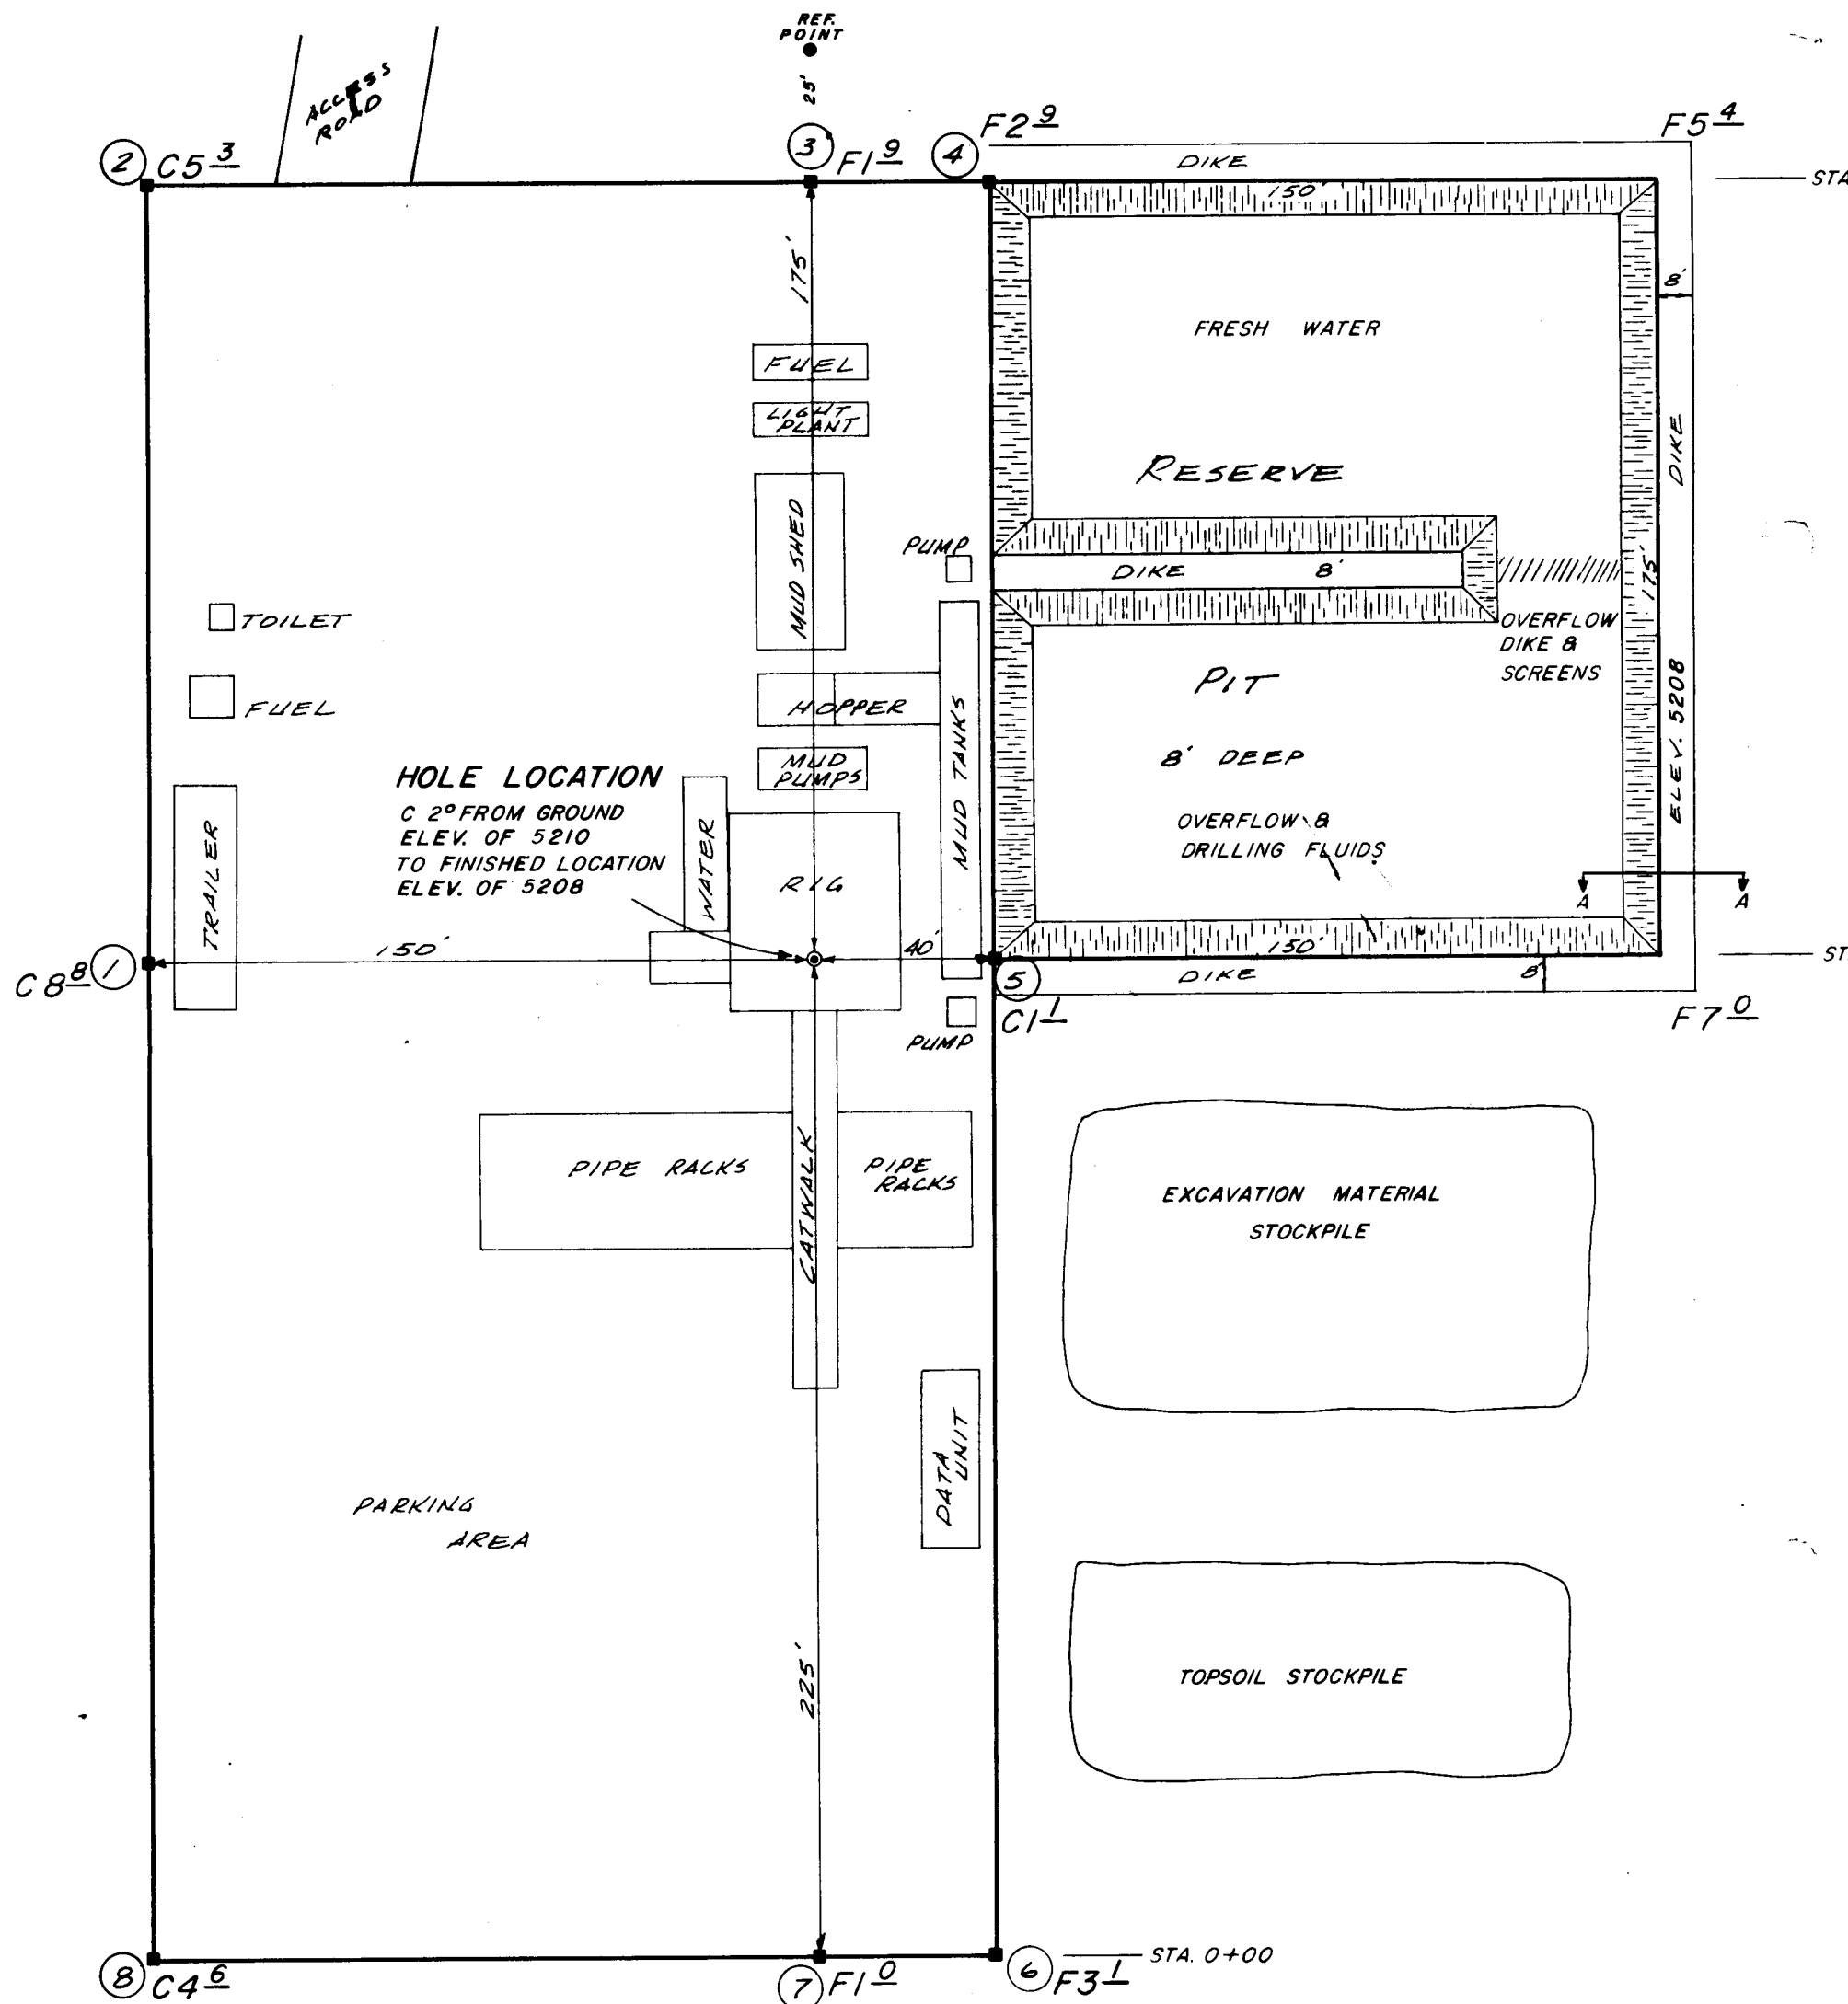 REF.
POINT
25'
ACCESS
ROAD
2 C5 3
3 F1 9
4 F2 9
F5 4
DIKE
150'
STA
175'
8'
FRESH WATER
FUEL
LIGHT
PLANT
RESERVE
DIKE
MUD SHED
PUMP
DIKE 8'
175'
TOILET
OVERFLOW
DIKE &
SCREENS
FUEL
HOPPER
MUD TANKS
PIT
ELEV. 5208
MUD
PUMPS
8' DEEP
HOLE LOCATION
C 2º FROM GROUND
ELEV. OF 5210
TO FINISHED LOCATION
ELEV. OF 5208
TRAILER
WATER
RIG
OVERFLOW &
DRILLING FLUIDS
A A
C8 8 1
150'
40'
150'
ST
5
C1 1
DIKE
8'
F7 0
PUMP
CATWALK
PIPE RACKS
PIPE
RACKS
EXCAVATION MATERIAL
STOCKPILE
DATA
UNIT
PARKING
AREA
225'
TOPSOIL STOCKPILE
8 C4 6
7 F1 0
6 F3 1
STA. 0+00